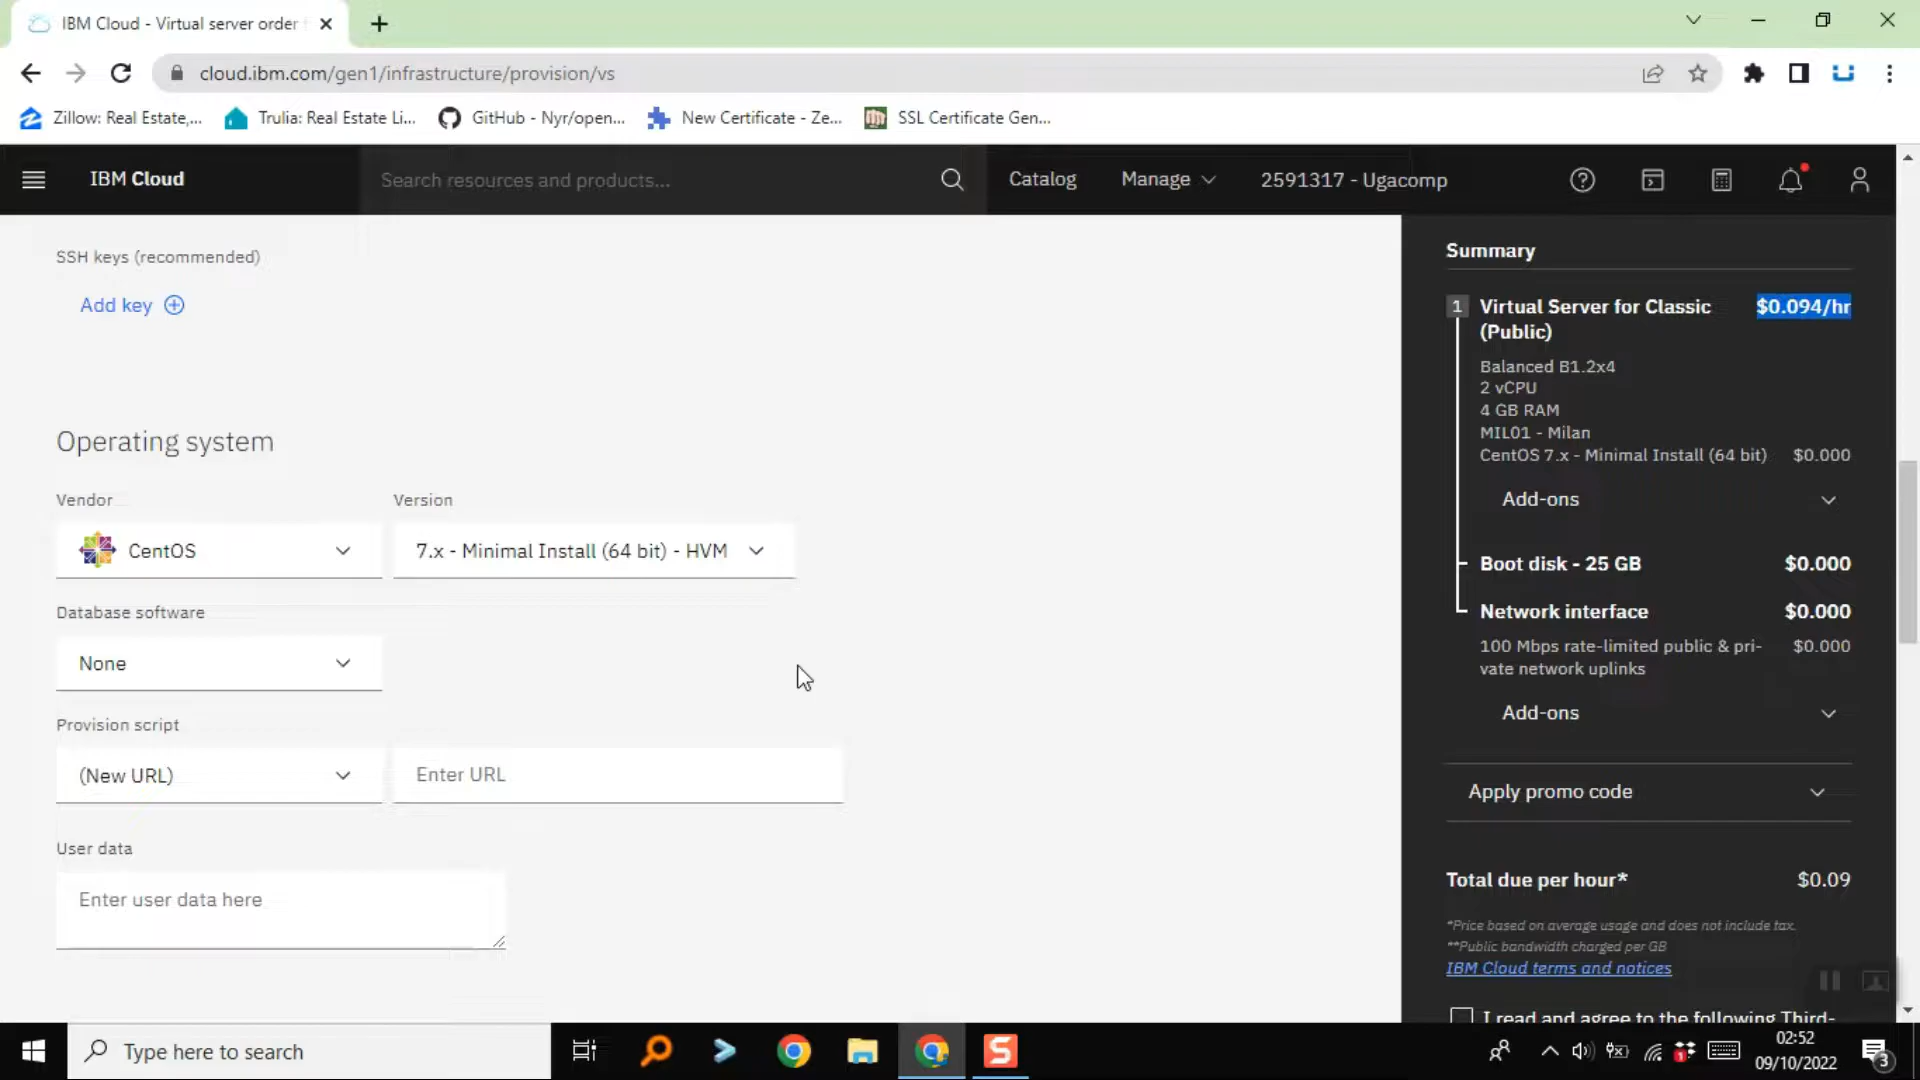 IBM Cloud - Virtual server order
cloud.ibm.com/gen1/infrastructure/provision/vs
Zillow: Real Estate,...
Trulia: Real Estate Li...
GitHub - Nyr/open...
New Certificate - Ze...
SSL Certificate Gen...
IBM Cloud
Search resources and products...
Catalog
Manage
2591317 - Ugacomp
SSH keys (recommended)
Add key
Operating system
Vendor
Version
CentOS
7.x - Minimal Install (64 bit) - HVM
Database software
None
Provision script
(New URL)
Enter URL
User data
Enter user data here
Summary
1 Virtual Server for Classic $0.094/hr
(Public)
Balanced B1.2x4
2 vCPU
4 GB RAM
MIL01 - Milan
CentOS 7.x - Minimal Install (64 bit) $0.000
Add-ons
Boot disk - 25 GB $0.000
Network interface $0.000
100 Mbps rate-limited public & pri- $0.000
vate network uplinks
Add-ons
Apply promo code
Total due per hour* $0.09
*Price based on average usage and does not include tax.
**Public bandwidth charged per GB
IBM Cloud terms and notices
I read and agree to the following Third-
Type here to search
S
1
02:52
09/10/2022
3